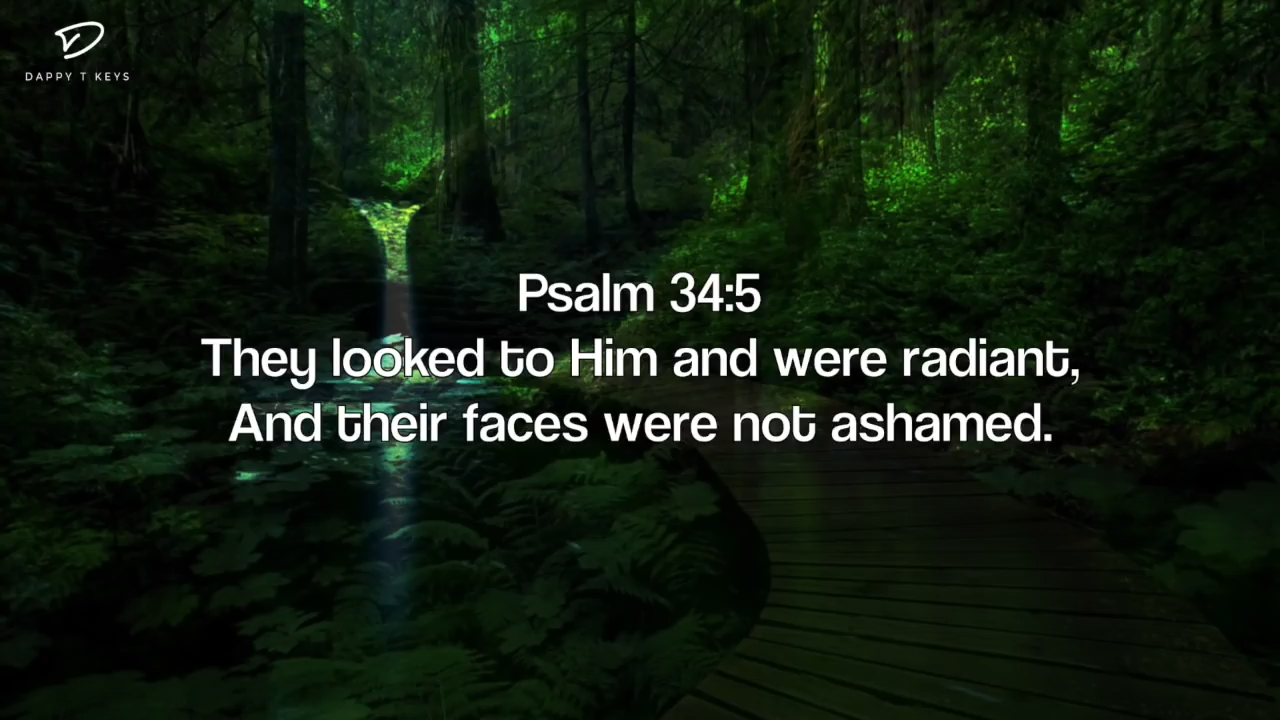 DAPPY T KEYS
Psalm 34:5
They looked to Him and were radiant,
And their faces were not ashamed.